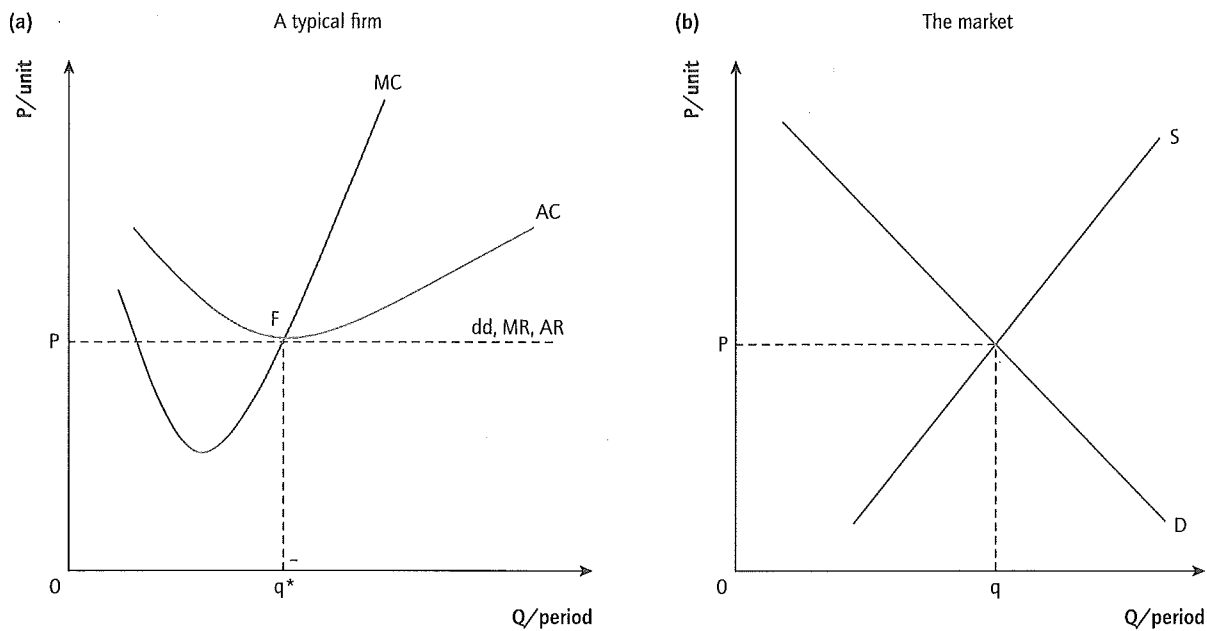 (a) A typical firm
P/unit
MC
AC
F
P
dd, MR, AR
0
q*
Q/period
(b) The market
P/unit
S
P
D
0
q
Q/period